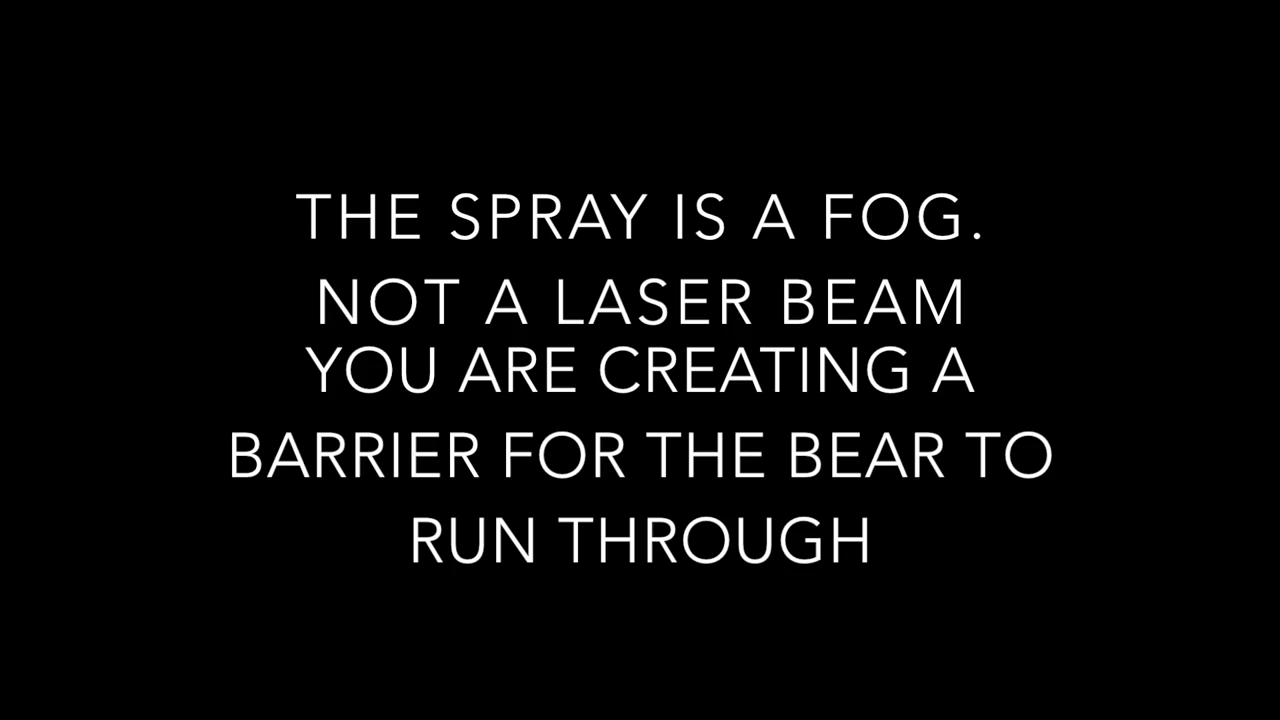 THE SPRAY IS A FOG.
NOT A LASER BEAM
YOU ARE CREATING A
BARRIER FOR THE BEAR TO
RUN THROUGH